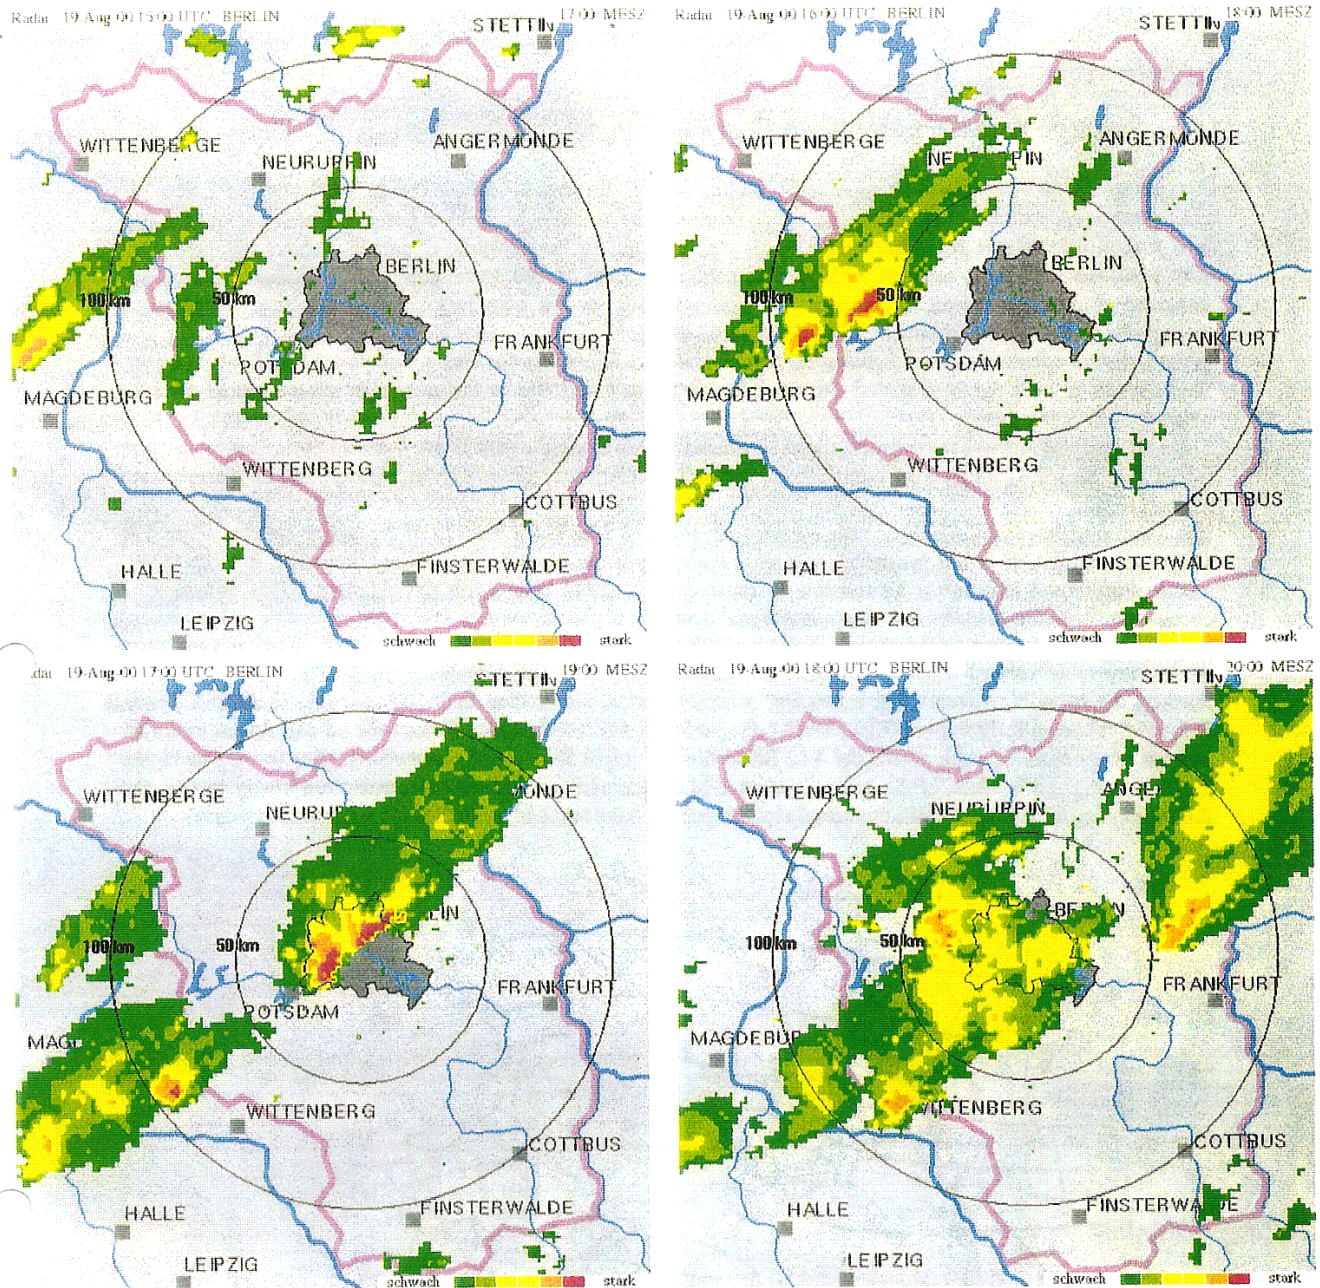 Radar 19-Aug-00 15:00 UTC BERLIN 17:00 MESZ
STETTIN
WITTENBERGE
NEURUPPIN
ANGERMÜNDE
BERLIN
100 km
50 km
FRANKFURT
POTSDAM
MAGDEBURG
WITTENBERG
COTTBUS
HALLE
FINSTERWALDE
LEIPZIG
schwach stark
Radar 19-Aug-00 16:00 UTC BERLIN 18:00 MESZ
STETTIN
WITTENBERGE
ANGERMÜNDE
BERLIN
100 km
50 km
FRANKFURT
POTSDAM
MAGDEBURG
WITTENBERG
COTTBUS
HALLE
FINSTERWALDE
LEIPZIG
schwach stark
19-Aug-00 17:00 UTC BERLIN 19:00 MESZ
STETTIN
WITTENBERGE
100 km
50 km
FRANKFURT
POTSDAM
WITTENBERG
COTTBUS
HALLE
FINSTERWALDE
LEIPZIG
schwach stark
Radar 19-Aug-00 18:00 UTC BERLIN 20:00 MESZ
STETTIN
WITTENBERGE
NEURUPPIN
BERLIN
100 km
50 km
FRANKFURT
MAGDEBUR
WITTENBERG
COTTBUS
HALLE
FINSTERWALDE
LEIPZIG
schwach stark